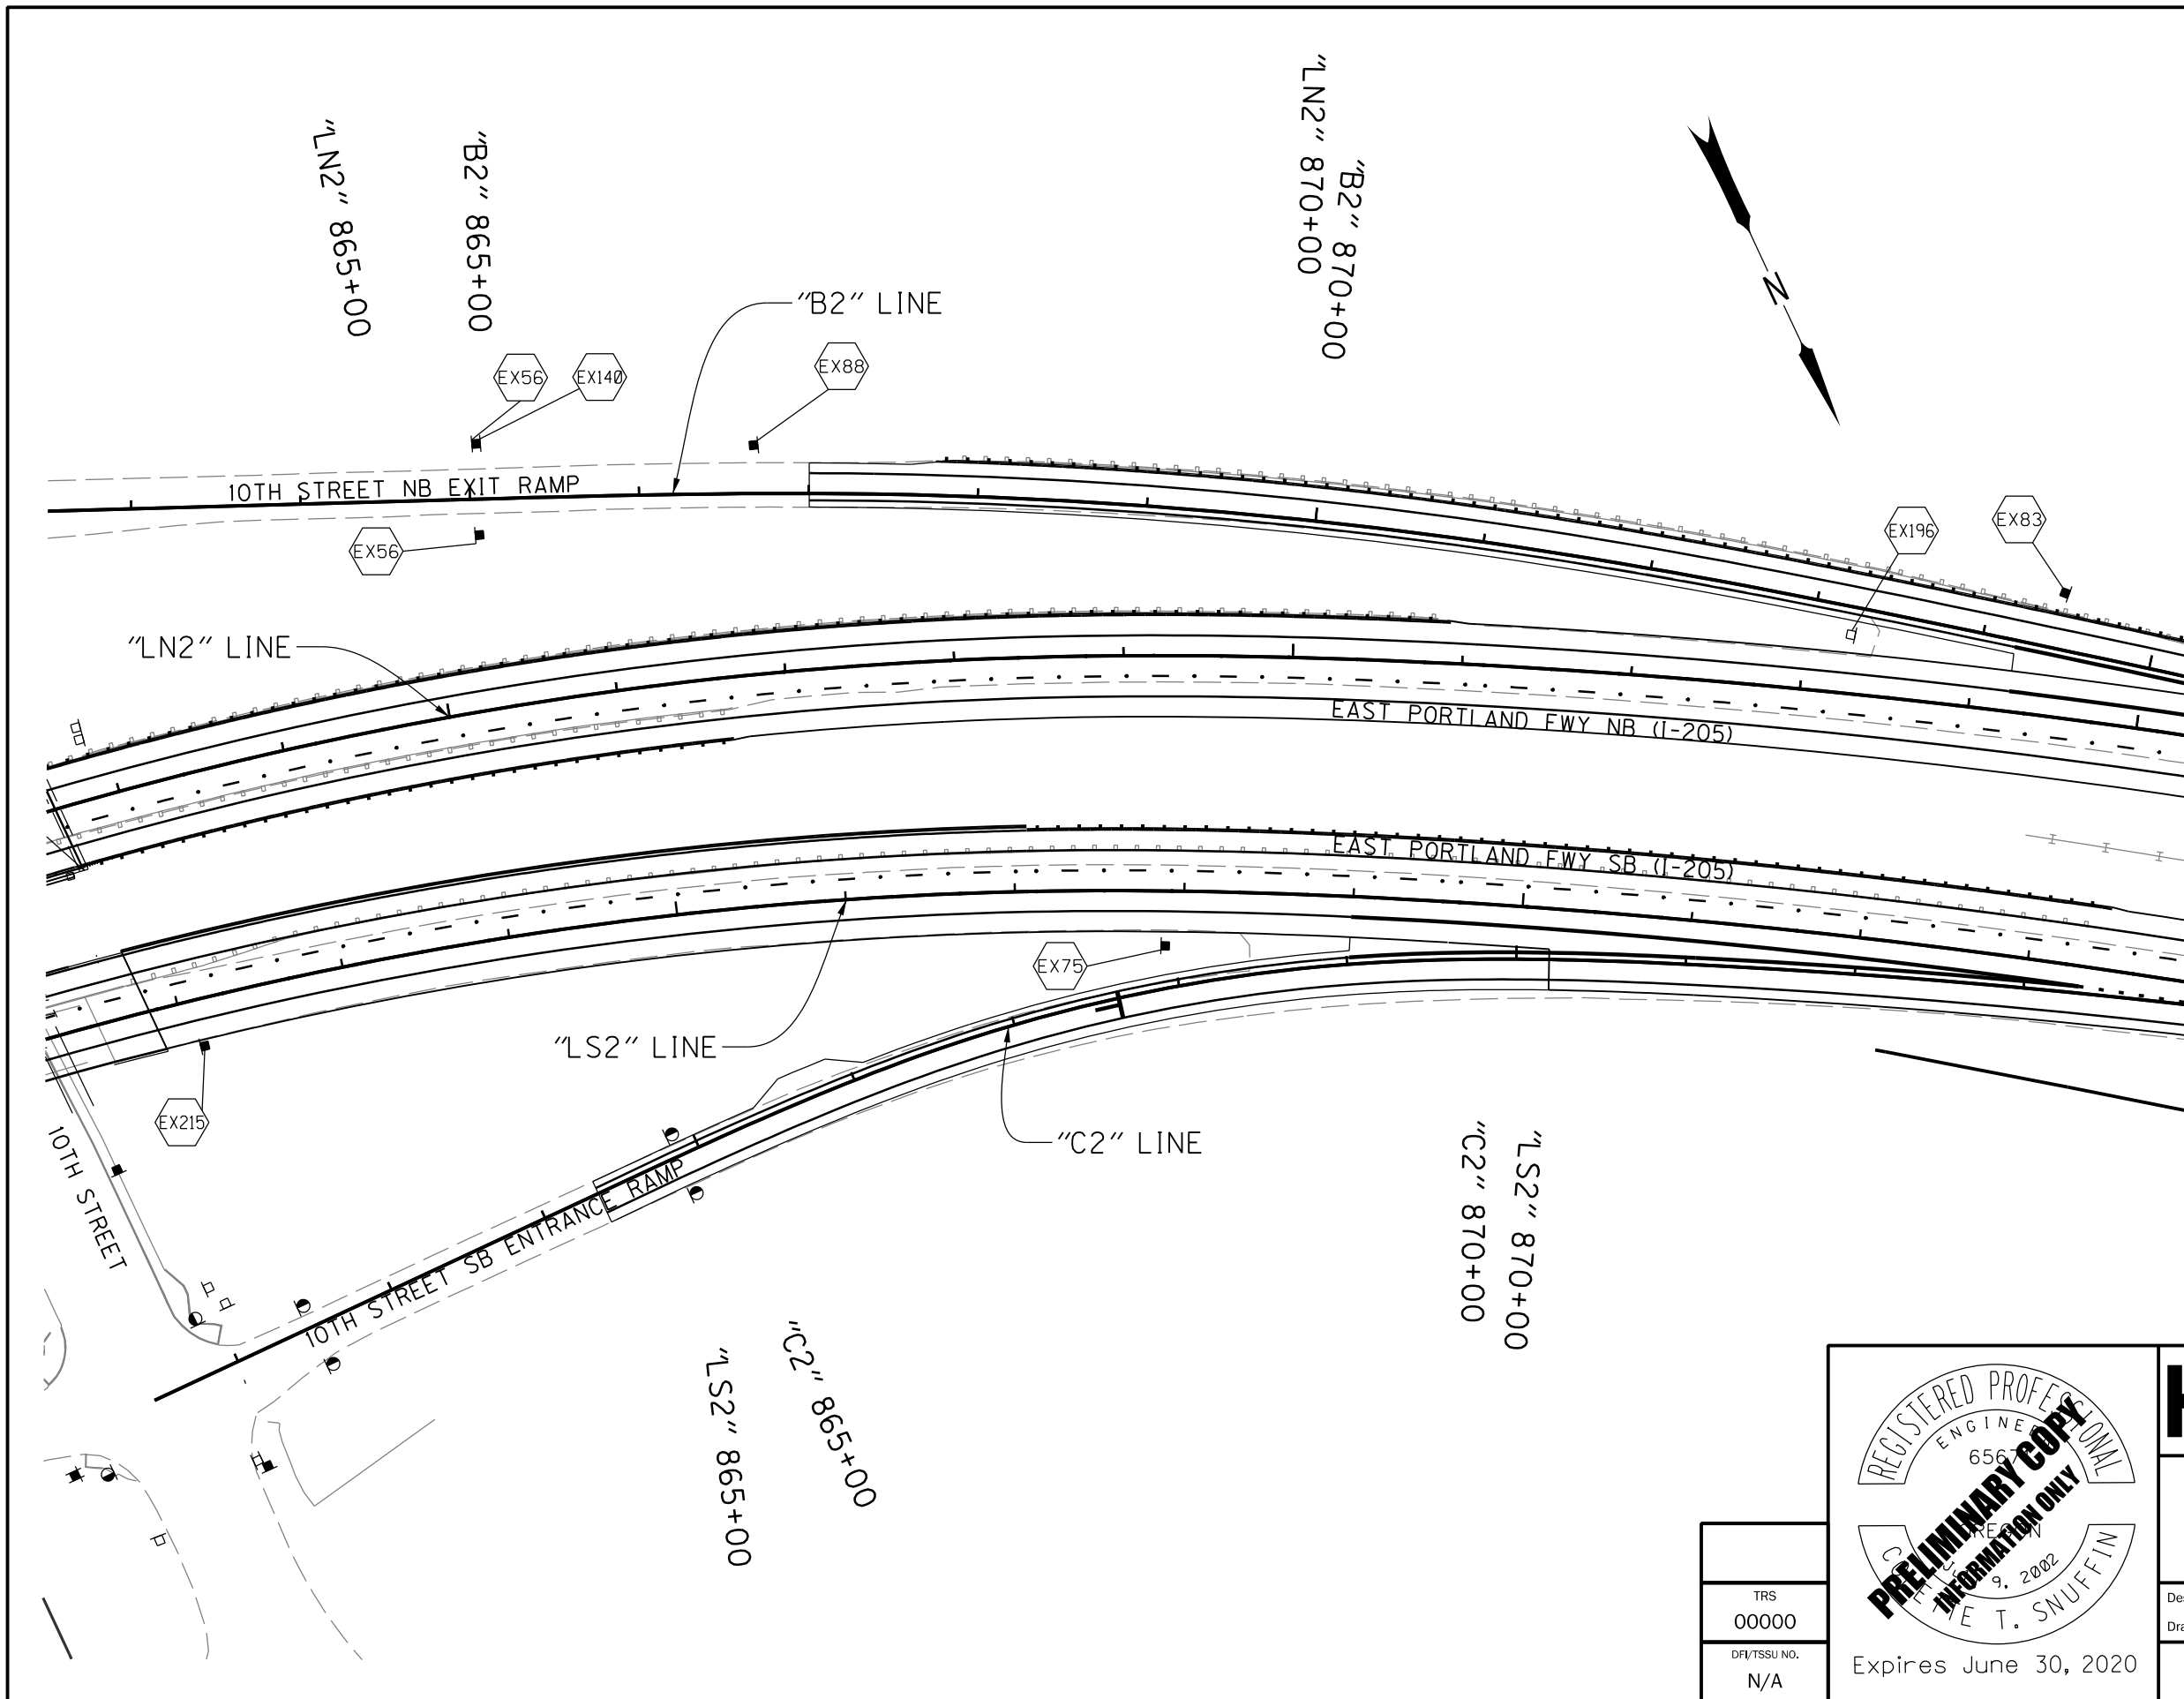 "LN2" 865+00
"B2" 865+00
"LN2" 870+00
"B2" 870+00
"B2" LINE
N
EX56
EX140
EX88
10TH STREET NB EXIT RAMP
EX56
EX196
EX83
"LN2" LINE
EAST PORTLAND FWY NB (I-205)
EAST PORTLAND FWY SB (I-205)
EX75
"LS2" LINE
EX215
"C2" LINE
10TH STREET
10TH STREET SB ENTRANCE RAMP
"C2" 870+00
"LS2" 870+00
"LS2" 865+00
"C2" 865+00
REGISTERED PROFESSIONAL
PRELIMINARY COPY
INFORMATION ONLY
9, 2002
T. SNUFFIN
Expires June 30, 2020
TRS
00000
DFI/TSSU NO.
N/A